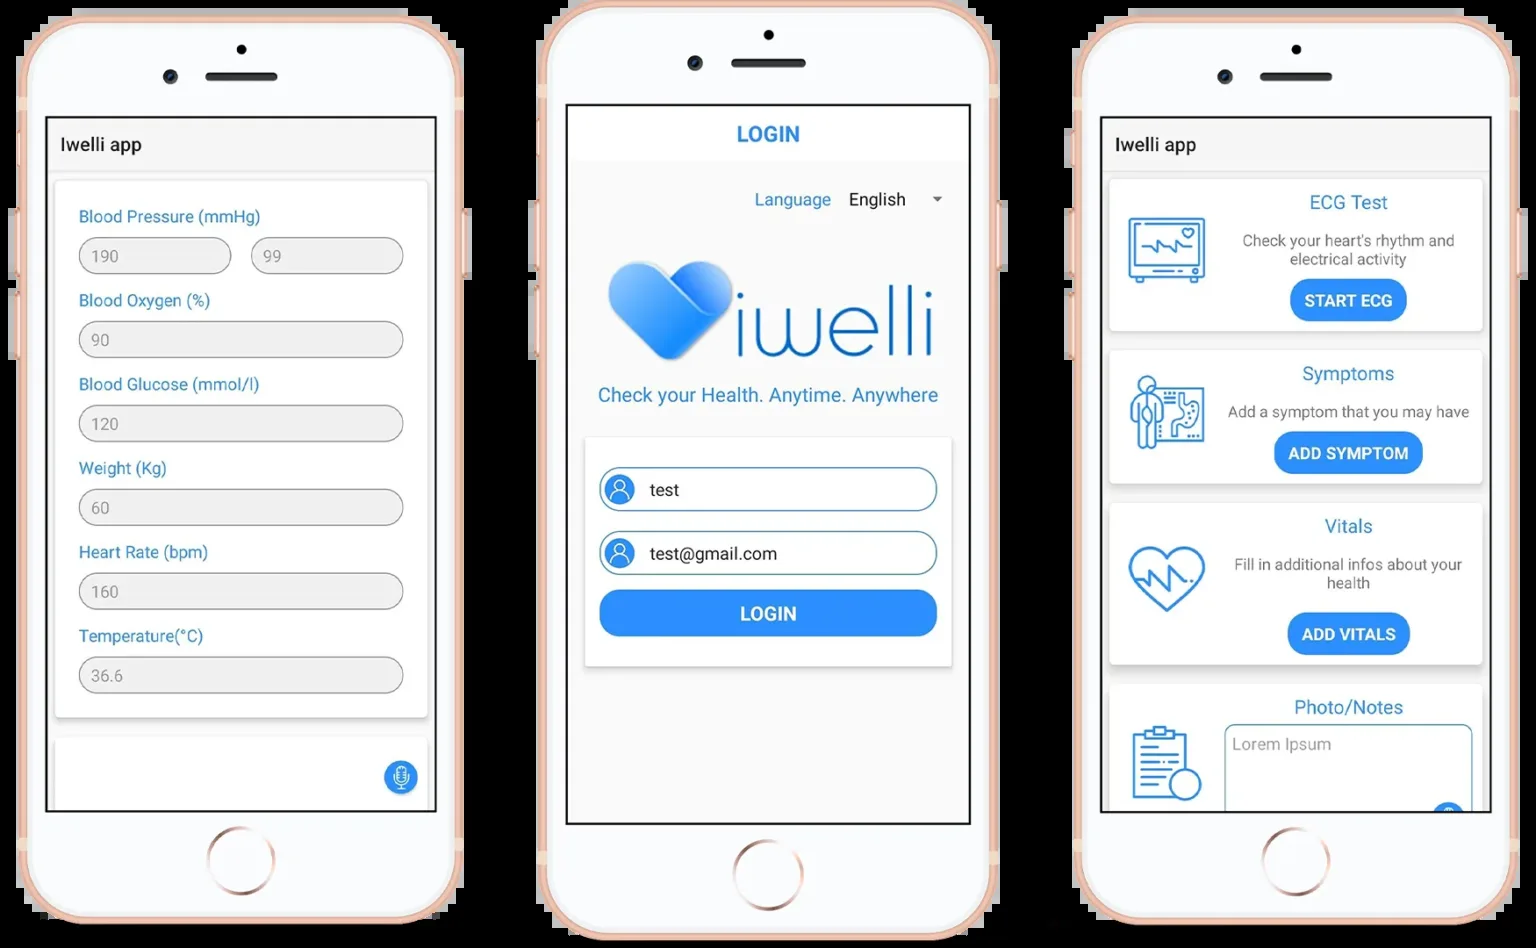 Iwelli app
Blood Pressure (mmHg)
190 99
Blood Oxygen (%)
90
Blood Glucose (mmol/l)
120
Weight (Kg)
60
Heart Rate (bpm)
160
Temperature(°C)
36.6
LOGIN
Language English
iwelli
Check your Health. Anytime. Anywhere
test
test@gmail.com
LOGIN
Iwelli app
ECG Test
Check your heart's rhythm and
electrical activity
START ECG
Symptoms
Add a symptom that you may have
ADD SYMPTOM
Vitals
Fill in additional infos about your
health
ADD VITALS
Photo/Notes
Lorem Ipsum